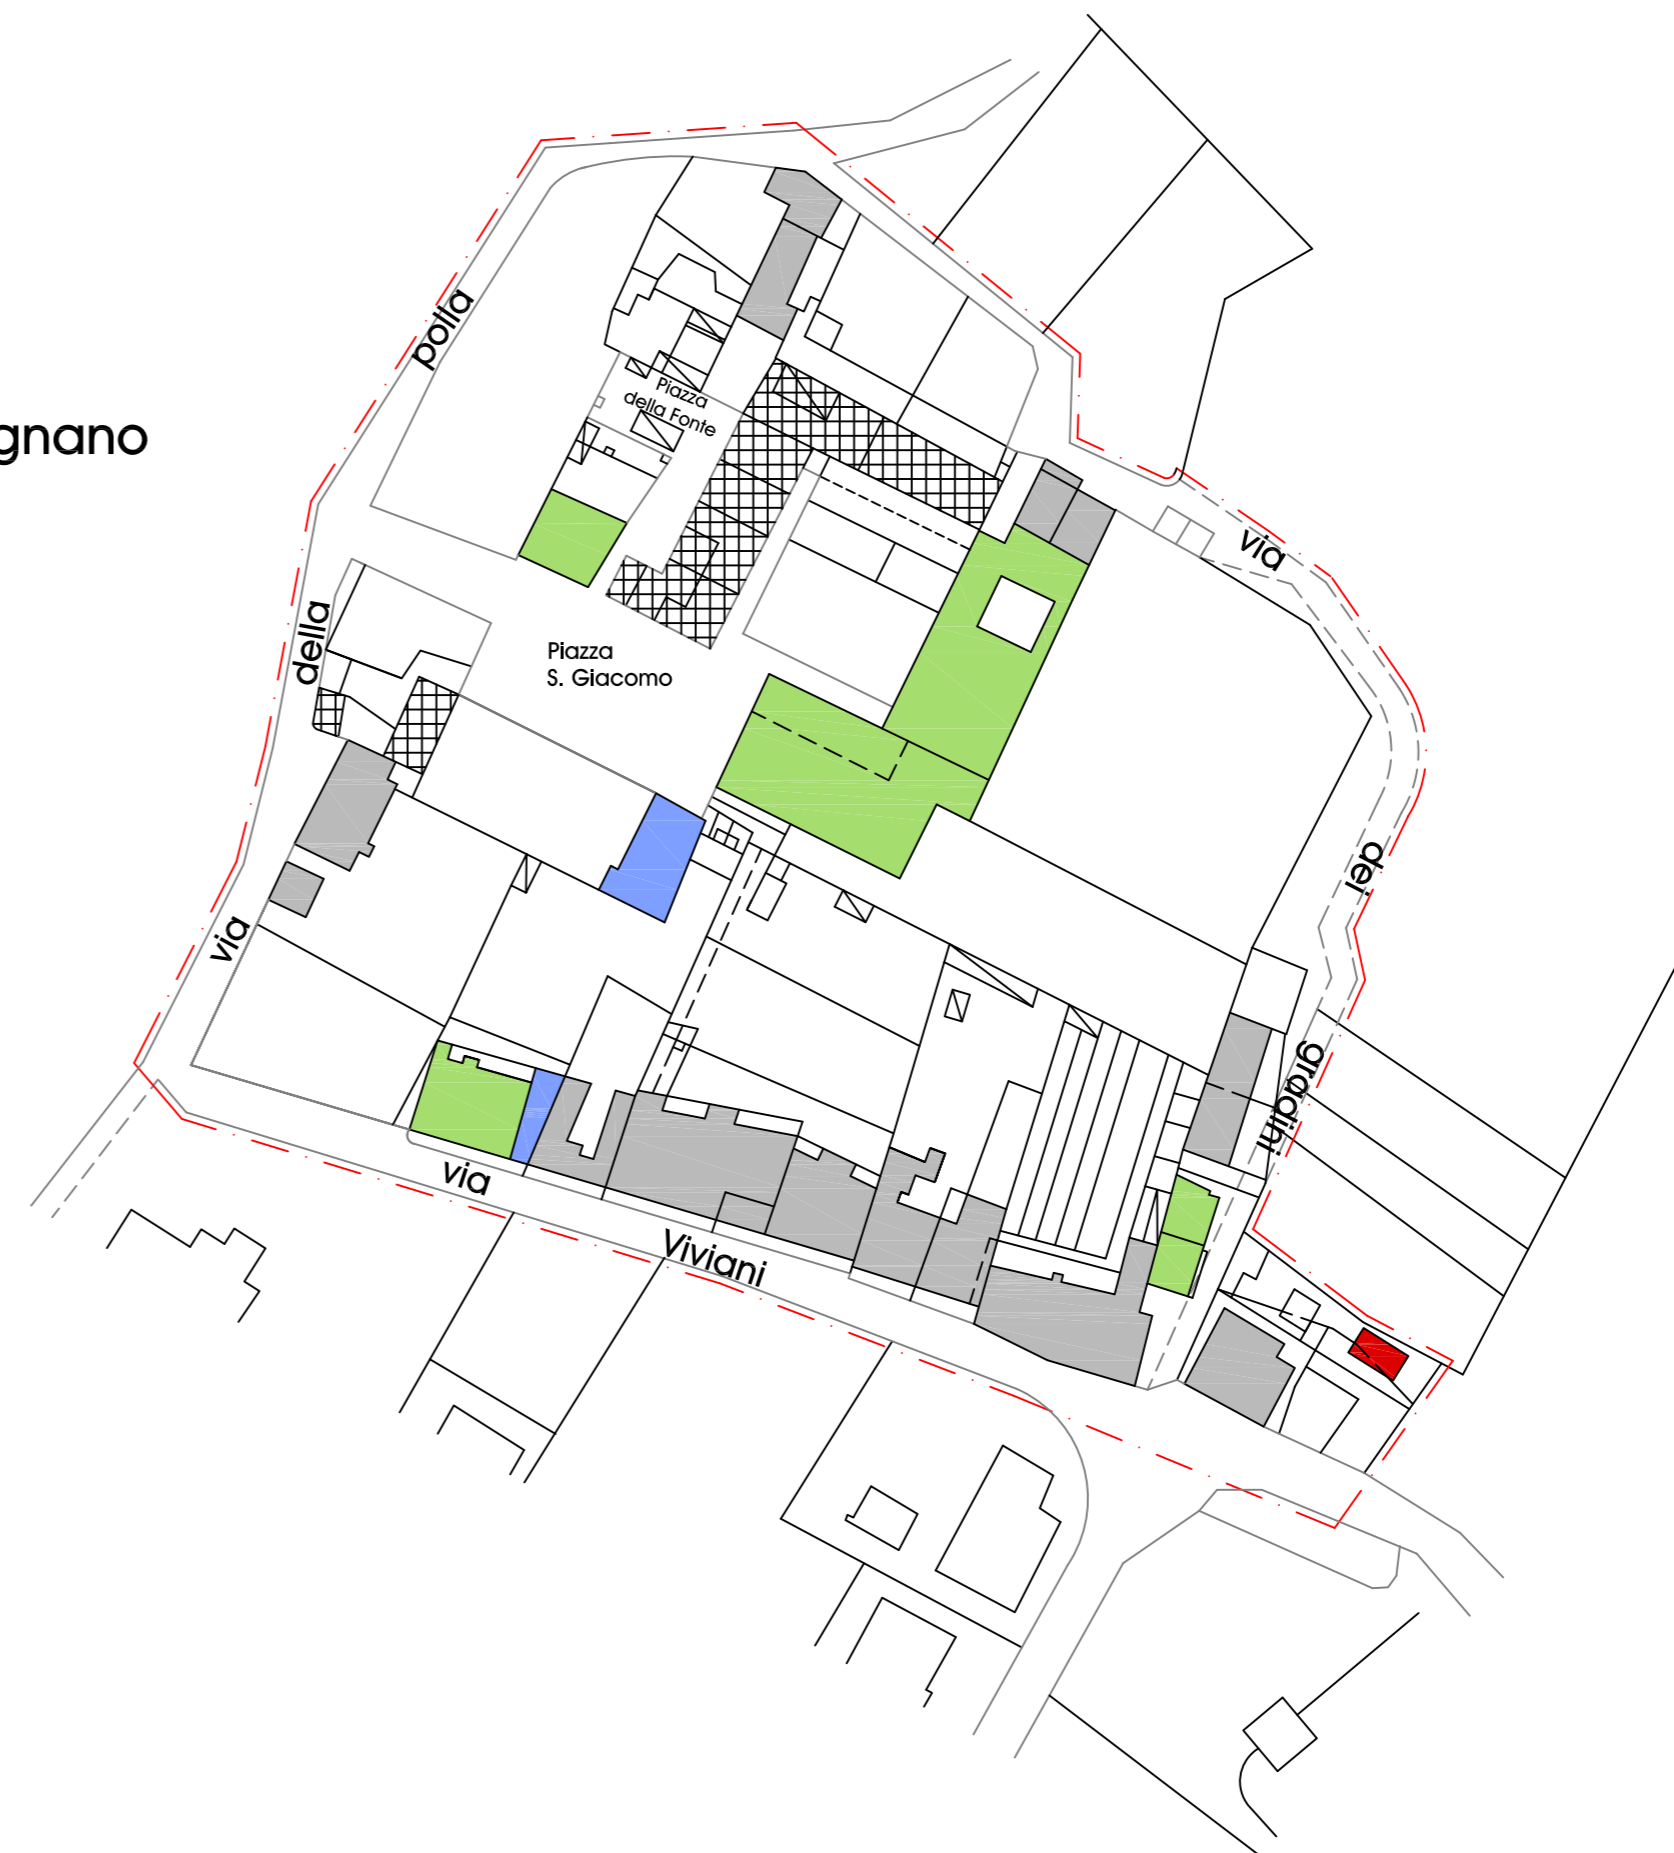 polla
Piazza
della Fonte
gnano
via
della
Piazza
S. Giacomo
dei
via
gradini
via
Viviani